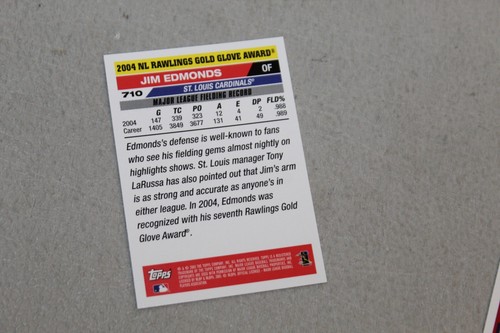 2004 NL RAWLINGS GOLD GLOVE AWARD®
JIM EDMONDS OF
710 ST. LOUIS CARDINALS®
MAJOR LEAGUE FIELDING RECORD
G TC PO A E DP FLD%
2004 147 339 323 12 4 2 .988
Career 1405 3849 3677 131 41 49 .989
Edmonds's defense is well-known to fans
who see his fielding gems almost nightly on
highlights shows. St. Louis manager Tony
LaRussa has also pointed out that Jim's arm
is as strong and accurate as anyone's in
either league. In 2004, Edmonds was
recognized with his seventh Rawlings Gold
Glove Award®.
Topps